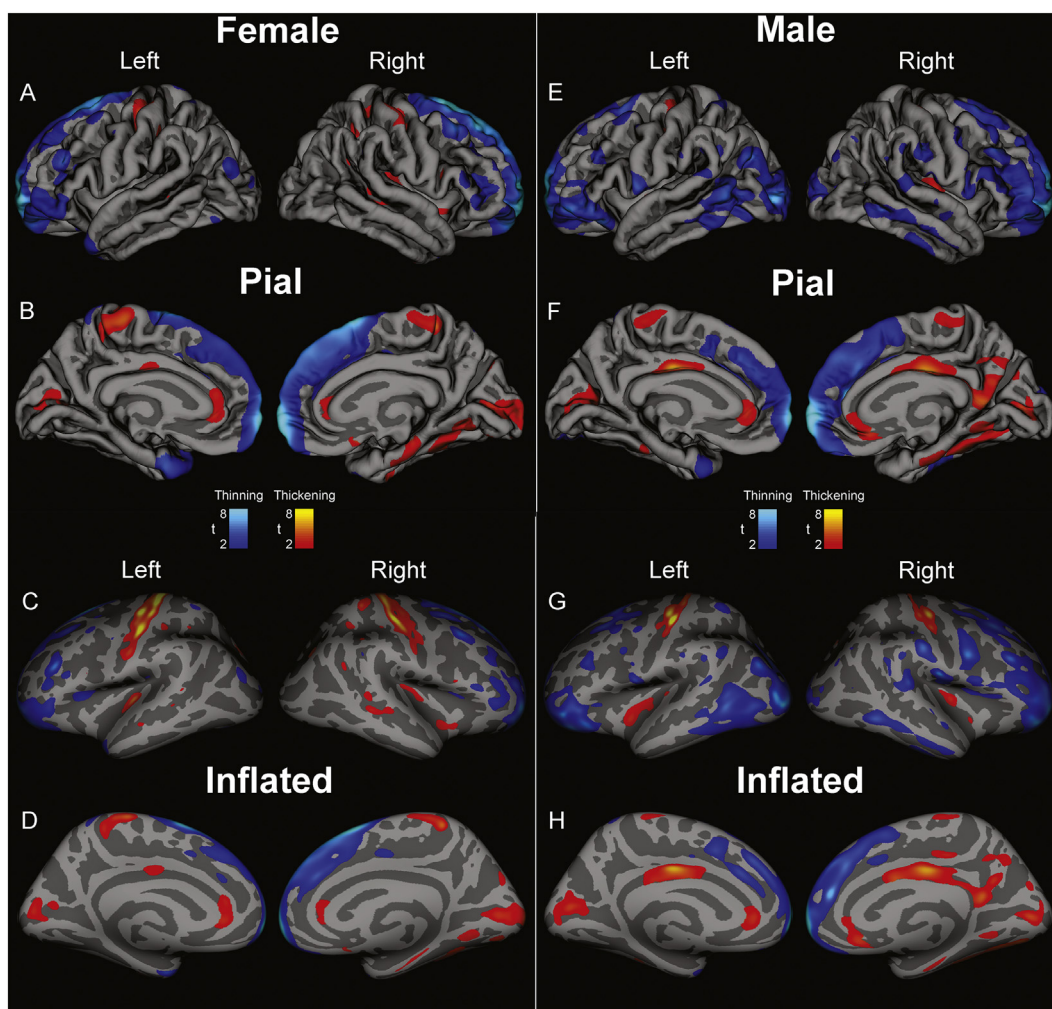 Female
Left Right
A
Pial
B
Thinning Thickening
8 8
t t
2 2
Left Right
C
Inflated
D
Male
Left Right
E
Pial
F
Thinning Thickening
8 8
t t
2 2
Left Right
G
Inflated
H